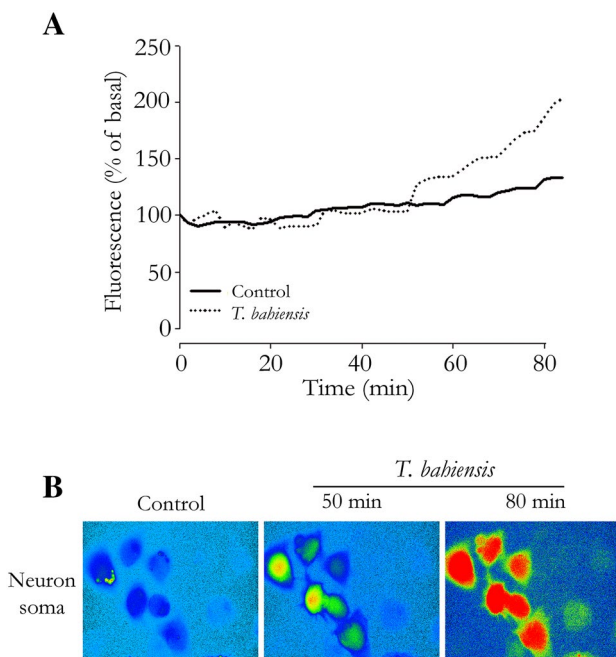 A
250
200
150
100
50
0
Fluorescence (% of basal)
Control
T. bahiensis
0 20 40 60 80
Time (min)
B
T. bahiensis
Control 50 min 80 min
Neuron
soma